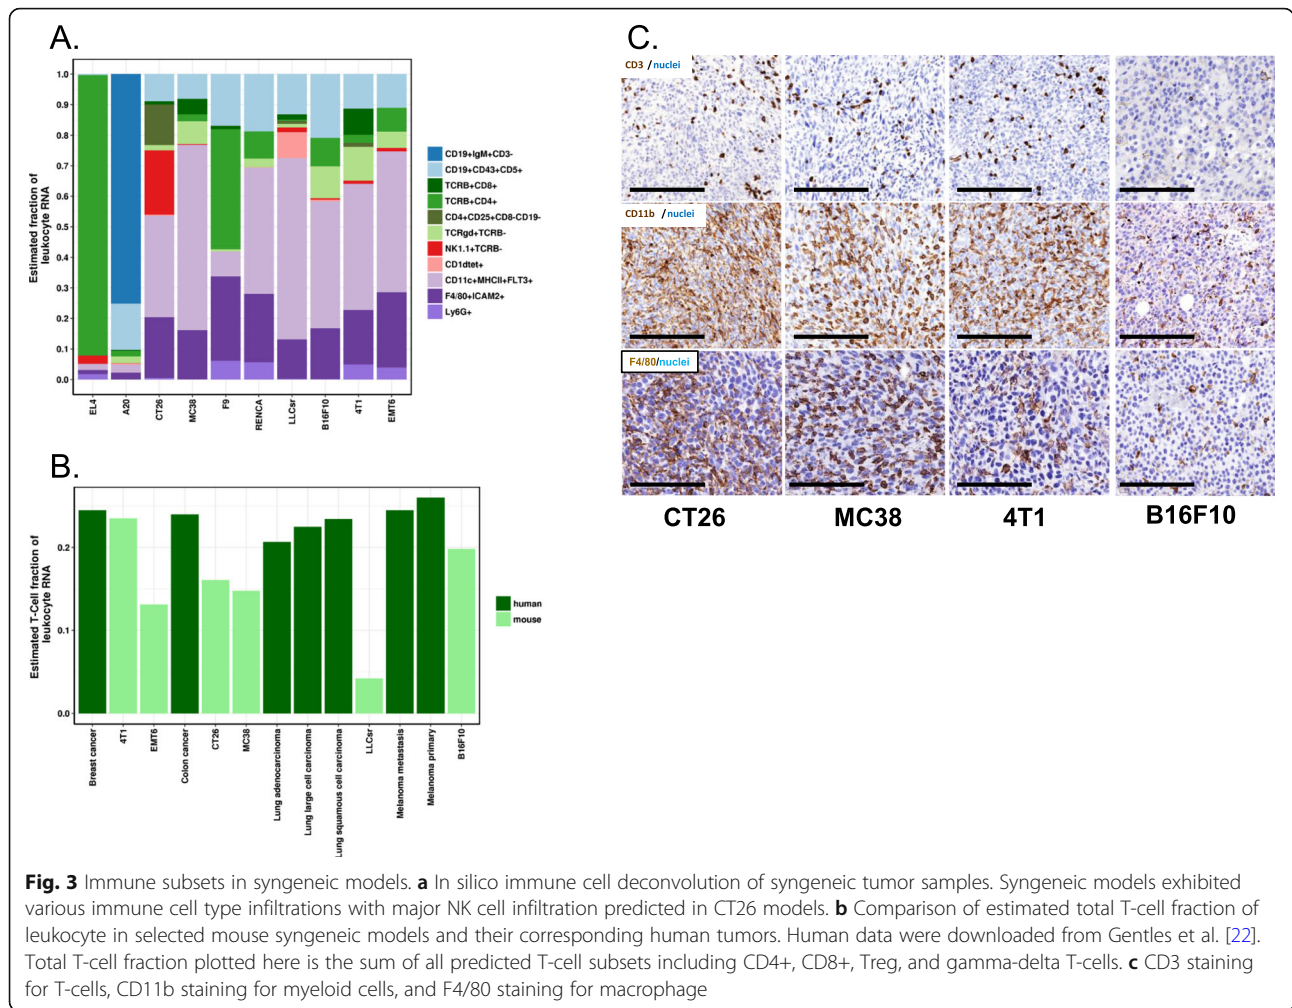 A.
Estimated fraction of
leukocyte RNA
1.0
0.9
0.8
0.7
0.6
0.5
0.4
0.3
0.2
0.1
0.0
EL4
A20
CT26
MC38
F9
RENCA
LLCsr
B16F10
4T1
EMT6
CD19+IgM+CD3-
CD19+CD43+CD5+
TCRB+CD8+
TCRB+CD4+
CD4+CD25+CD8-CD19-
TCRgd+TCRB-
NK1.1+TCRB-
CD1dtet+
CD11c+MHCII+FLT3+
F4/80+ICAM2+
Ly6G+
B.
Estimated T-Cell fraction of
leukocyte RNA
0.2
0.1
0.0
Breast cancer
4T1
EMT6
Colon cancer
CT26
MC38
Lung adenocarcinoma
Lung large cell carcinoma
Lung squamous cell carcinoma
LLCsr
Melanoma metastasis
Melanoma primary
B16F10
human
mouse
C.
CD3 /nuclei
CD11b /nuclei
F4/80/nuclei
CT26
MC38
4T1
B16F10
Fig. 3 Immune subsets in syngeneic models. a In silico immune cell deconvolution of syngeneic tumor samples. Syngeneic models exhibited
various immune cell type infiltrations with major NK cell infiltration predicted in CT26 models. b Comparison of estimated total T-cell fraction of
leukocyte in selected mouse syngeneic models and their corresponding human tumors. Human data were downloaded from Gentles et al. [22].
Total T-cell fraction plotted here is the sum of all predicted T-cell subsets including CD4+, CD8+, Treg, and gamma-delta T-cells. c CD3 staining
for T-cells, CD11b staining for myeloid cells, and F4/80 staining for macrophage